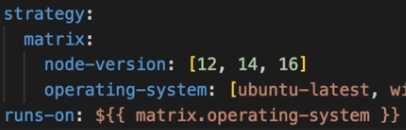 strategy:
matrix:
node-version: [12, 14, 16]
operating-system: [ubuntu-latest,
runs-on: ${{ matrix.operating-system }}